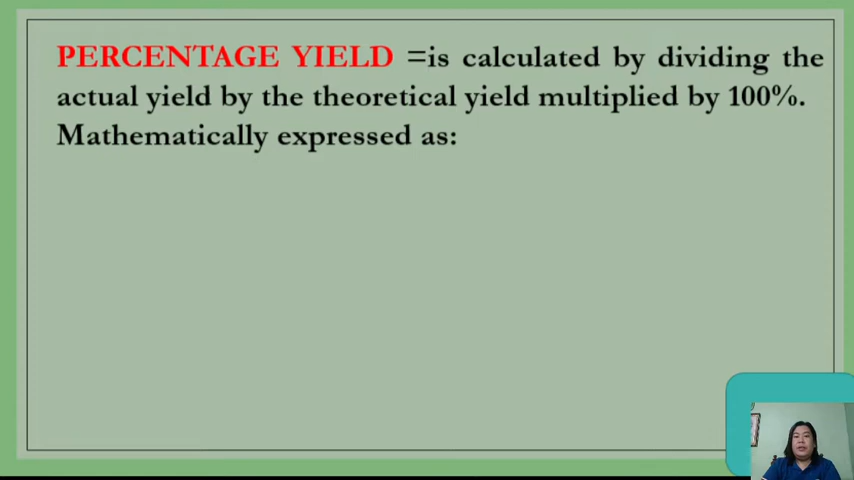 PERCENTAGE YIELD =is calculated by dividing the
actual yield by the theoretical yield multiplied by 100%.
Mathematically expressed as: